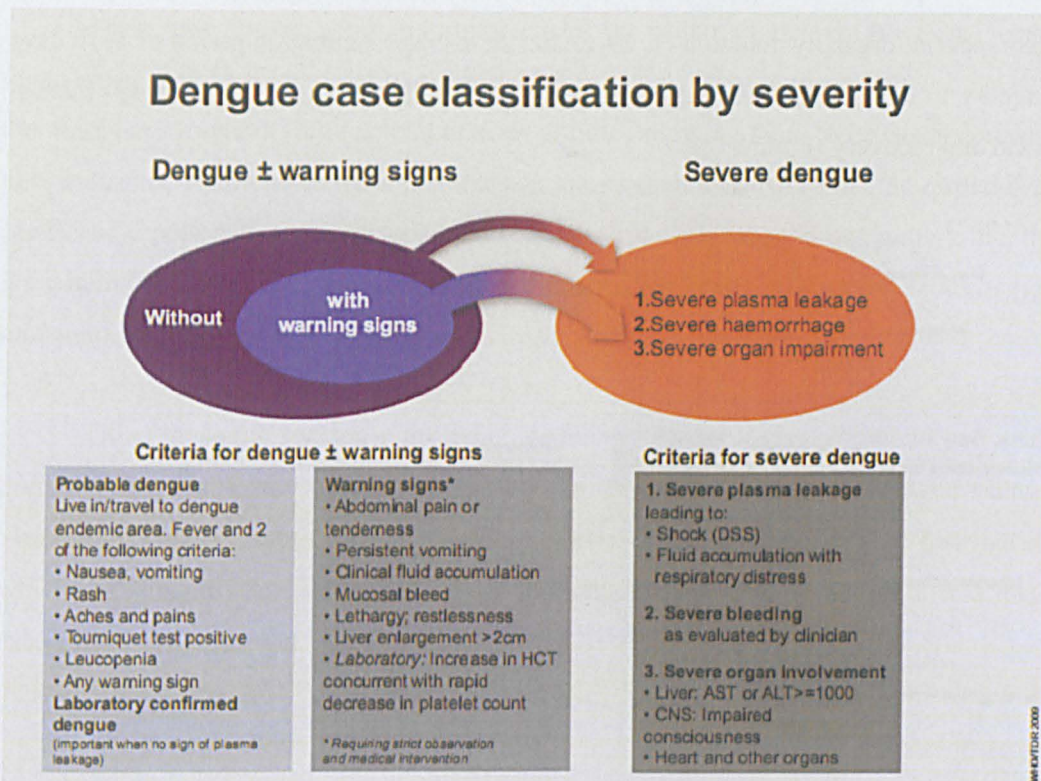 Dengue case classification by severity
Dengue ± warning signs
Severe dengue
Without
with
warning signs
1.Severe plasma leakage
2.Severe haemorrhage
3.Severe organ impairment
Criteria for dengue ± warning signs
Probable dengue
Live in/travel to dengue
endemic area. Fever and 2
of the following criteria:
• Nausea, vomiting
• Rash
• Aches and pains
• Tourniquet test positive
• Leucopenia
• Any warning sign
Laboratory confirmed
dengue
(important when no sign of plasma
leakage)
Warning signs*
• Abdominal pain or
tenderness
• Persistent vomiting
• Clinical fluid accumulation
• Mucosal bleed
• Lethargy; restlessness
• Liver enlargement >2cm
• Laboratory: Increase in HCT
concurrent with rapid
decrease in platelet count
* Requiring strict observation
and medical intervention
Criteria for severe dengue
1. Severe plasma leakage
leading to:
• Shock (DSS)
• Fluid accumulation with
respiratory distress
2. Severe bleeding
as evaluated by clinician
3. Severe organ involvement
• Liver: AST or ALT>=1000
• CNS: Impaired
consciousness
• Heart and other organs
WHO/TDR 2009